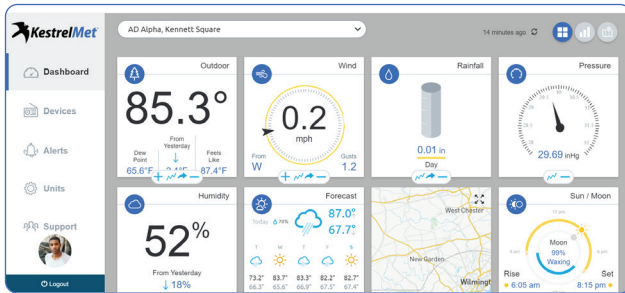 KestrelMet
AD Alpha, Kennett Square
14 minutes ago
Dashboard
Devices
Alerts
Units
Support
Logout
Outdoor
85.3°
Dew Point
From Yesterday
Feels Like
65.6°F
87.4°F
Wind
0.2
mph
From
W
Gusts
1.2
Rainfall
0.01 in
Day
Pressure
29.69 inHg
Humidity
52%
From Yesterday
↓ 18%
Forecast
Today
87.0°
67.7°
T W T F S
73.2° 83.7° 83.3° 82.2° 82.7°
66.3° 65.6° 66.9° 67.5° 67.4°
West Chester
New Garden
Wilmingt
Sun / Moon
Moon
99%
Waxing
Rise
6:05 am
Set
8:15 pm